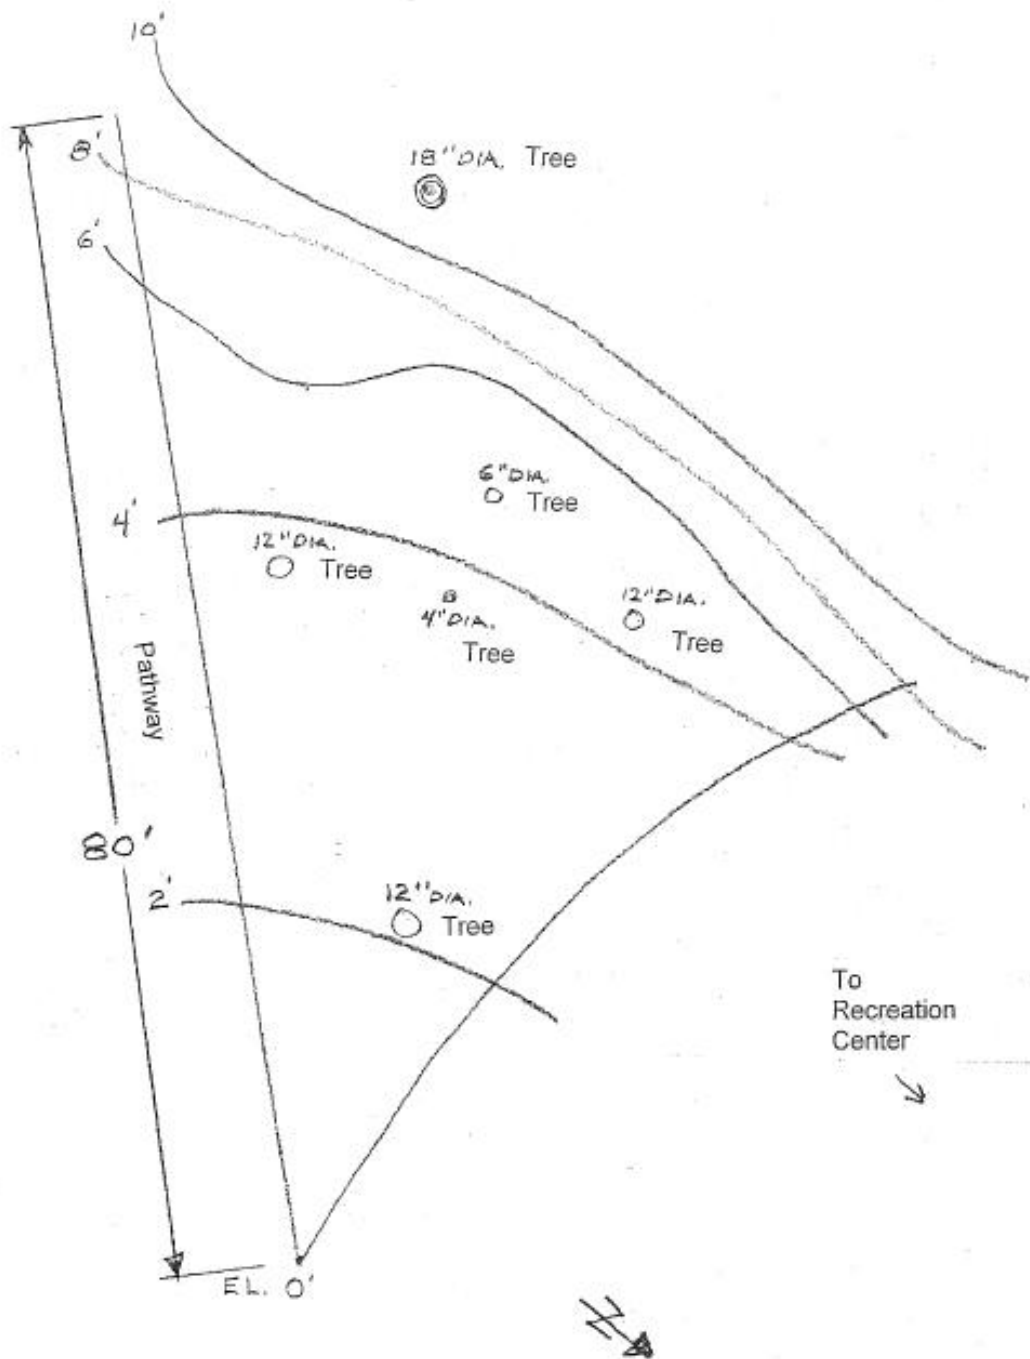 10'
8'
18" DIA. Tree
6'
6" DIA.
Tree
4'
12" DIA.
Tree
4" DIA.
Tree
12" DIA.
Tree
Pathway
80'
2'
12" DIA.
Tree
To
Recreation
Center
EL. 0'
N